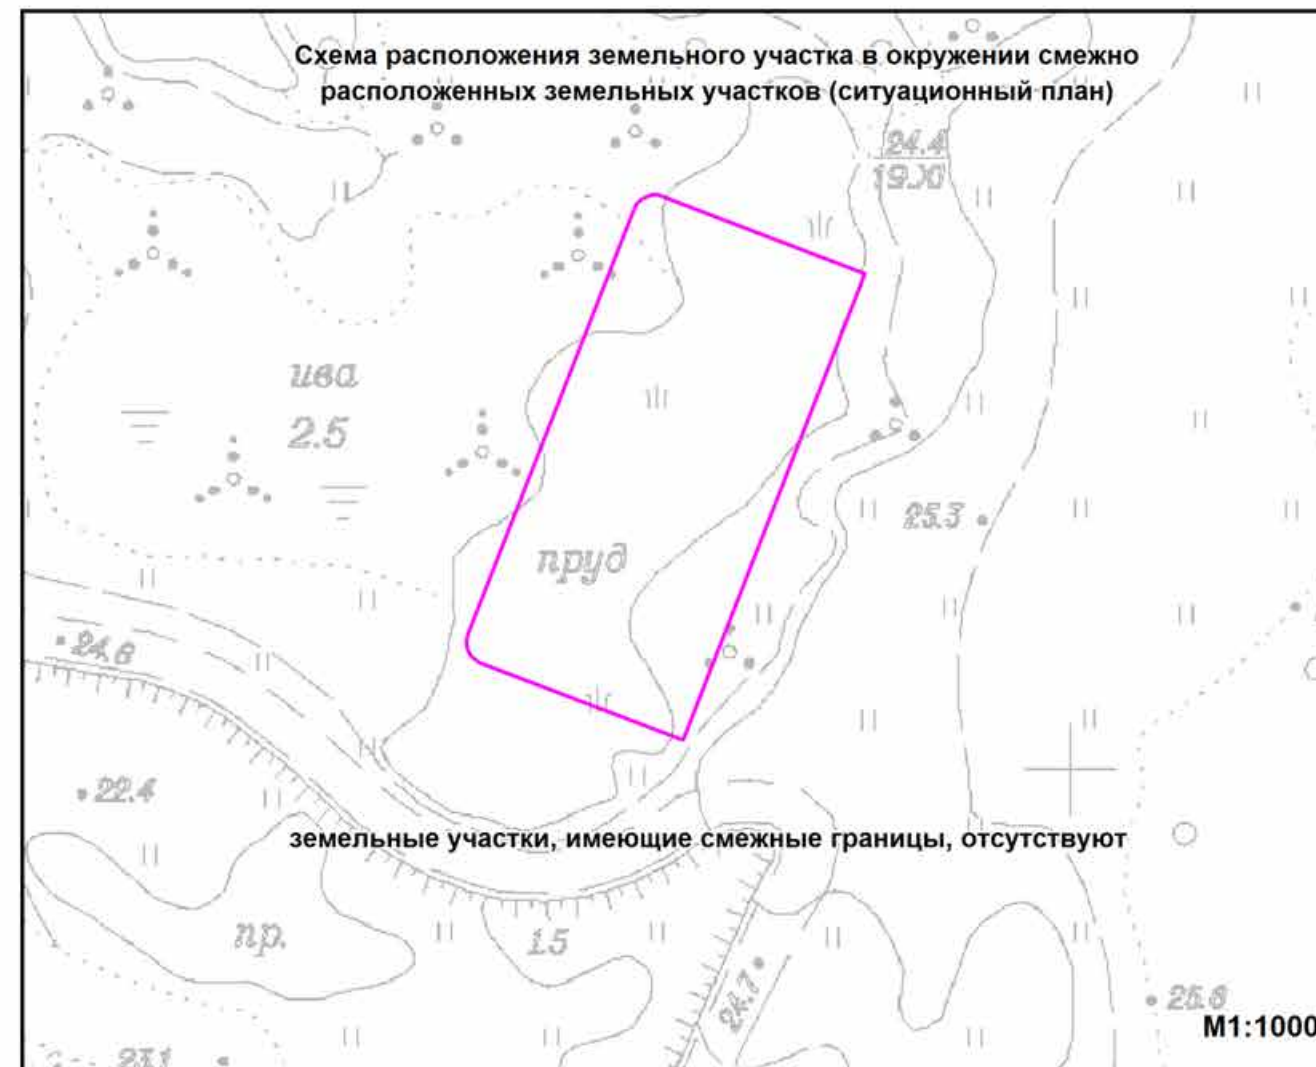 Схема расположения земельного участка в окружении смежно
расположенных земельных участков (ситуационный план)
24.4
ива
2.5
25.3
пруд
24.6
22.4
земельные участки, имеющие смежные границы, отсутствуют
пр.
1.5
24.7
25.6
М1:1000
23.1